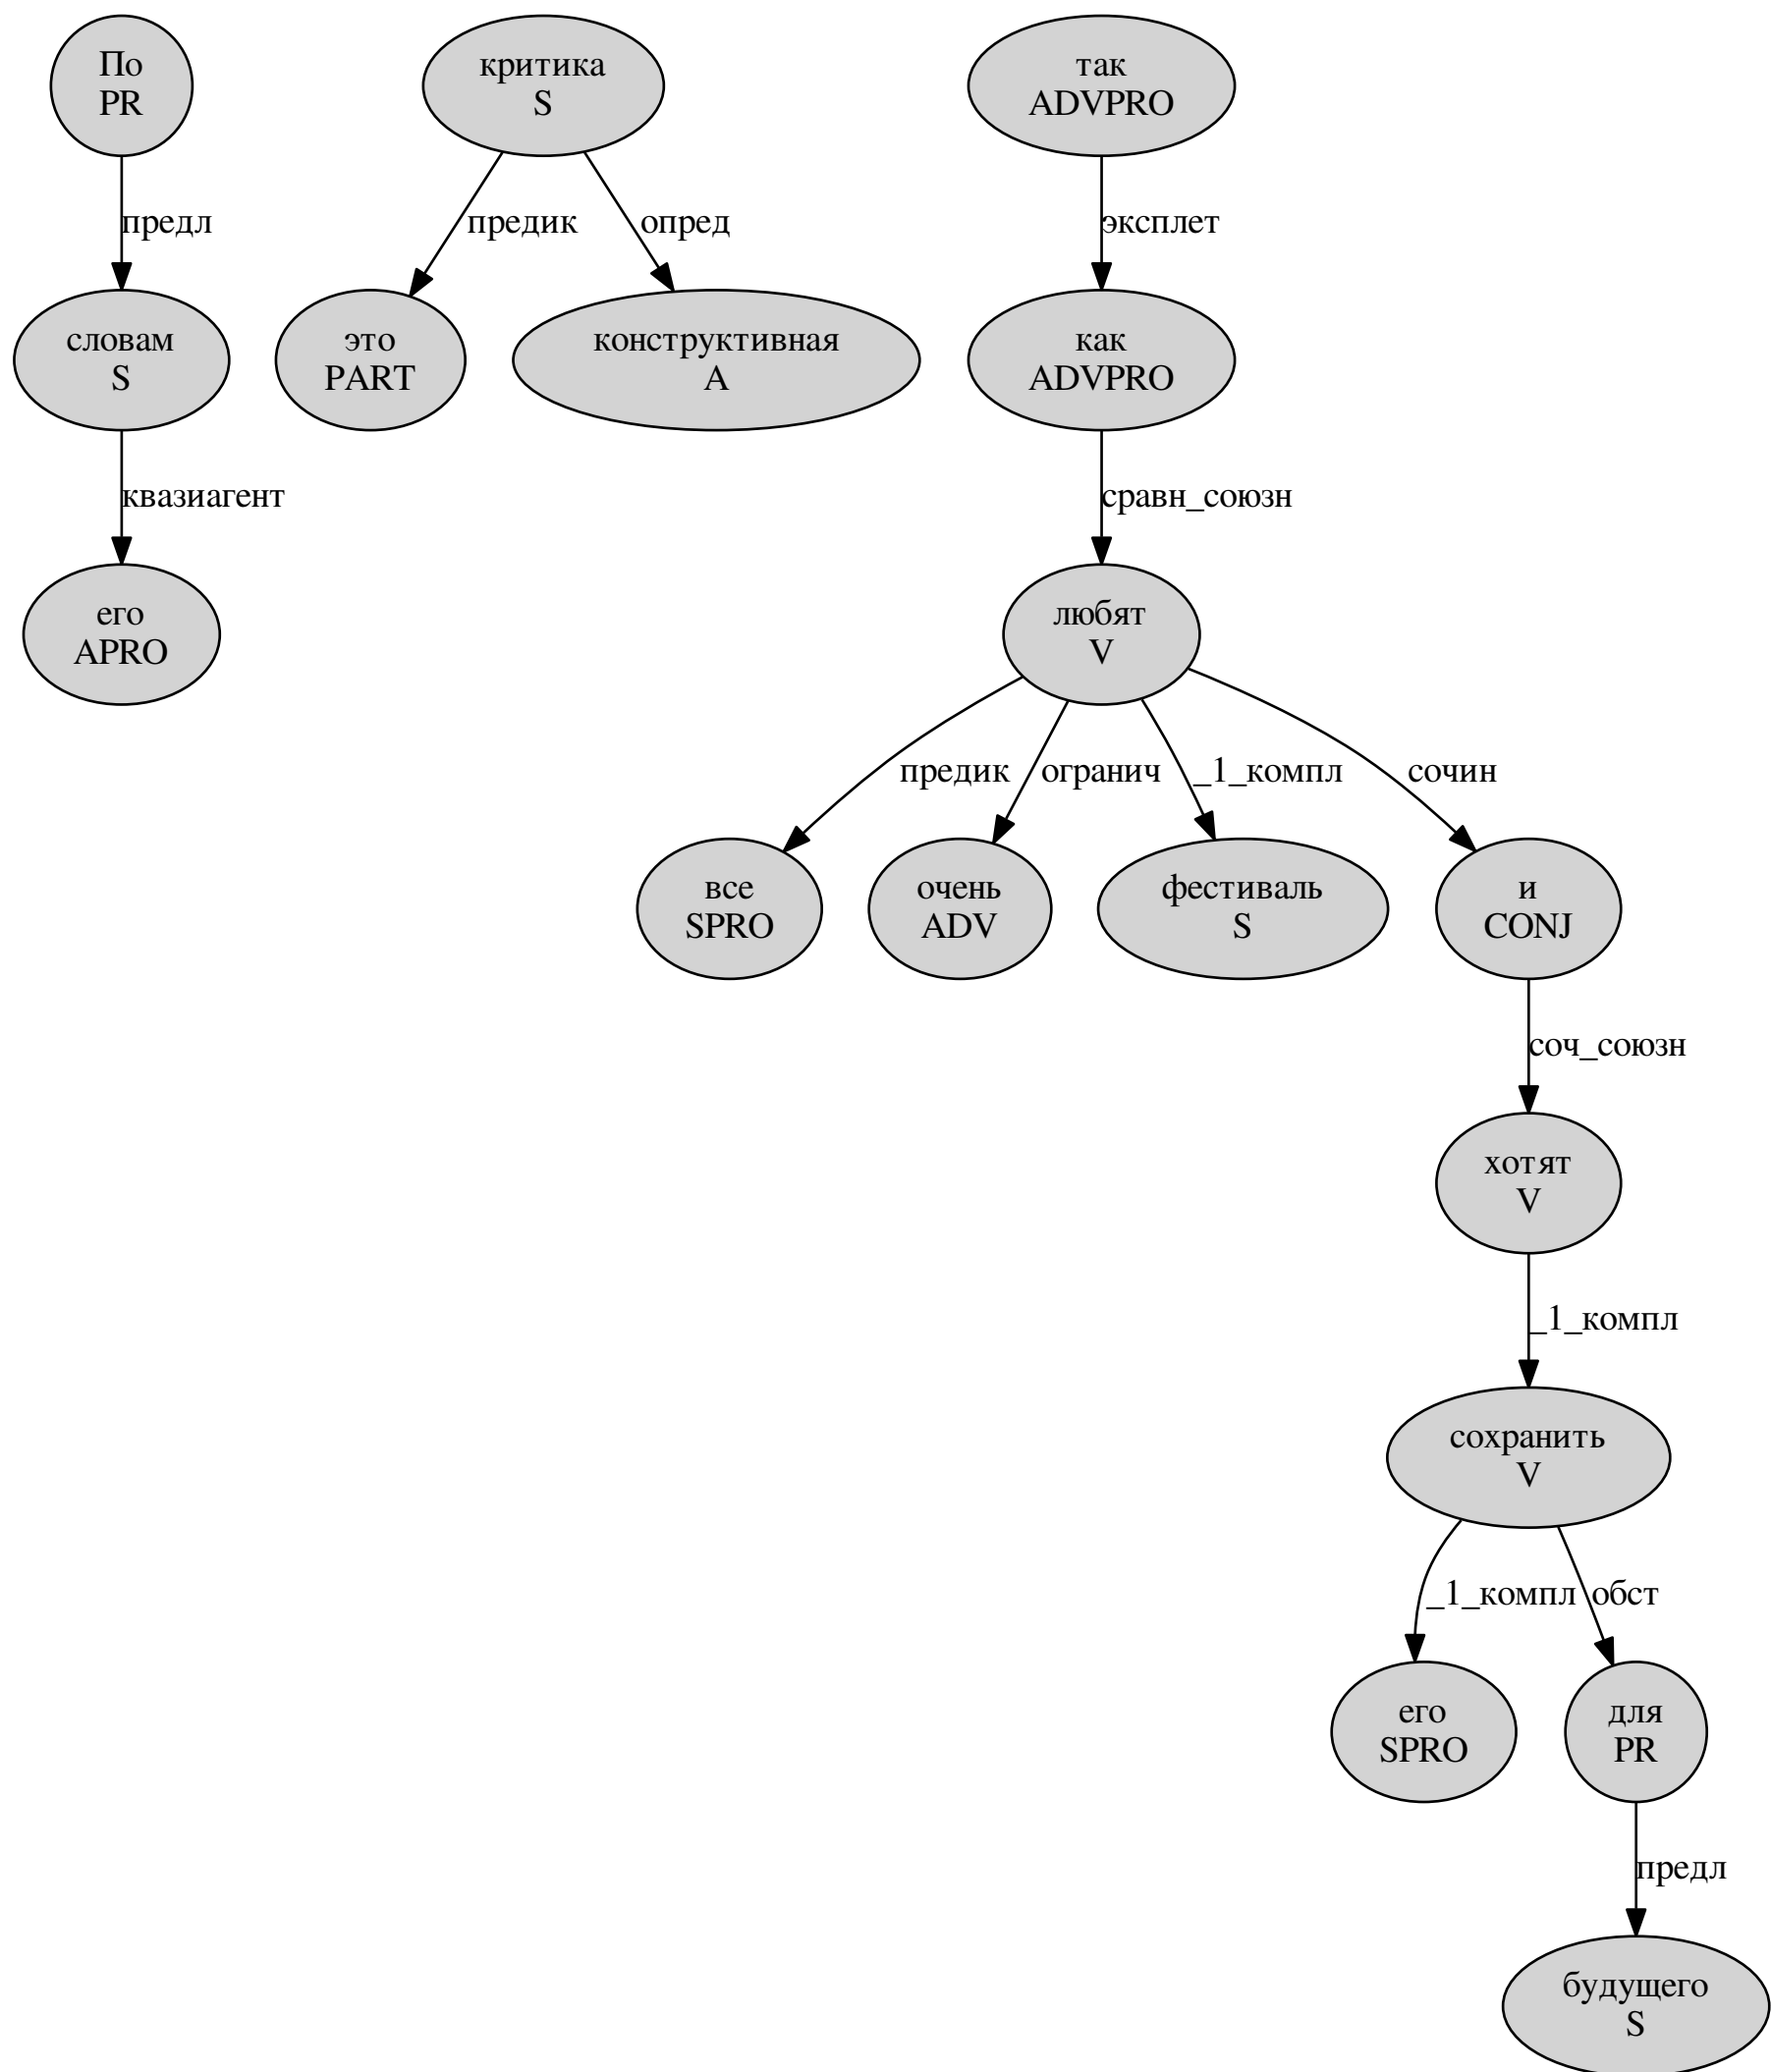 По
PR
критика
S
так
ADVPRO
предл
предик
опред
эксплет
словам
S
это
PART
конструктивная
A
как
ADVPRO
квазиагент
сравн_союзн
его
APRO
любят
V
предик
огранич
_1_компл
сочин
все
SPRO
очень
ADV
фестиваль
S
и
CONJ
соч_союзн
хотят
V
_1_компл
сохранить
V
_1_компл
обст
его
SPRO
для
PR
предл
будущего
S